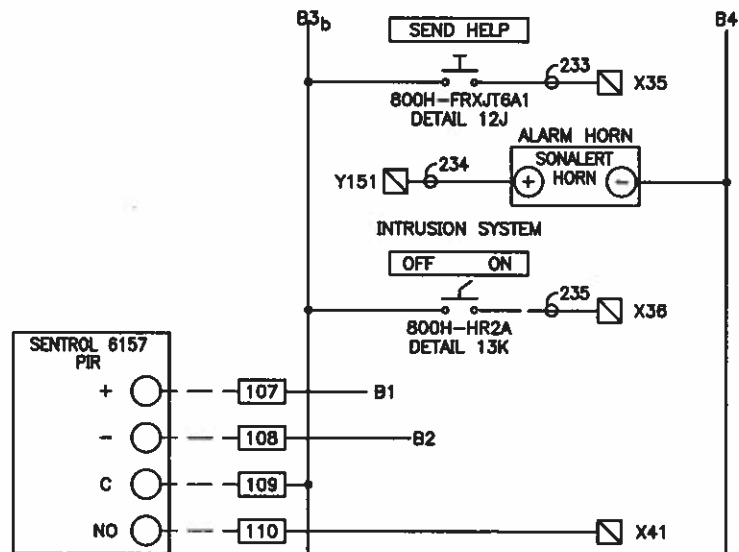 B3b
B4
SEND HELP
233
X35
800H-FRXJT6A1
DETAIL 12J
ALARM HORN
SONALERT
HORN
+
-
234
Y151
INTRUSION SYSTEM
OFF ON
235
X36
800H-HR2A
DETAIL 13K
SENTROL 6157
PIR
+ 107 B1
- 108 B2
C 109
NO 110 X41